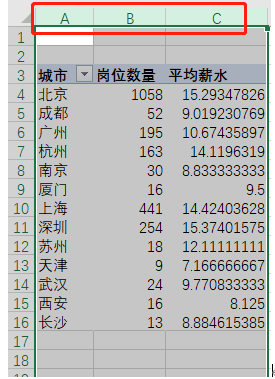 A B C
1
2
3 城市 岗位数量 平均薪水
4 北京 1058 15.29347826
5 成都 52 9.019230769
6 广州 195 10.67435897
7 杭州 163 14.1196319
8 南京 30 8.833333333
9 厦门 16 9.5
10 上海 441 14.42403628
11 深圳 254 15.37401575
12 苏州 18 12.11111111
13 天津 9 7.166666667
14 武汉 24 9.770833333
15 西安 16 8.125
16 长沙 13 8.884615385
17
18